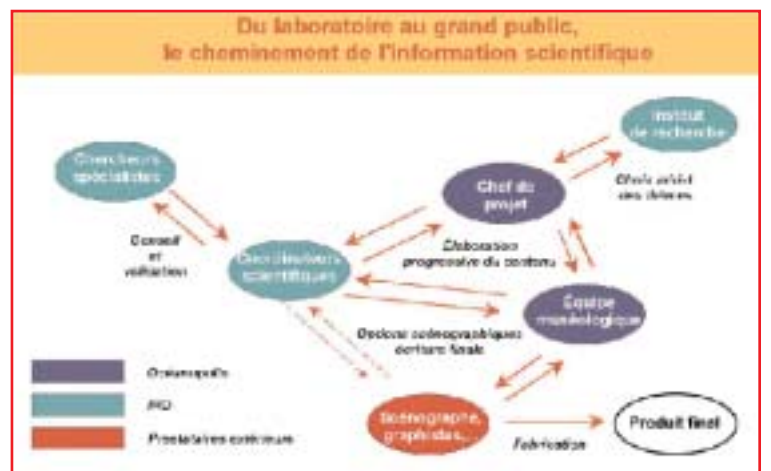 Du laboratoire au grand public,
le cheminement de l'information scientifique
Institut
de recherche
Chercheurs
spécialistes
Chef de
projet
Choix initial
des thèmes
Conseil
et
validation
Coordinateurs
scientifiques
Élaboration
progressive du contenu
Équipe
muséologique
Options scénographiques
écriture finale
Océanopolis
IRD
Prestataires extérieurs
Scénographe,
graphistes,...
Fabrication
Produit final